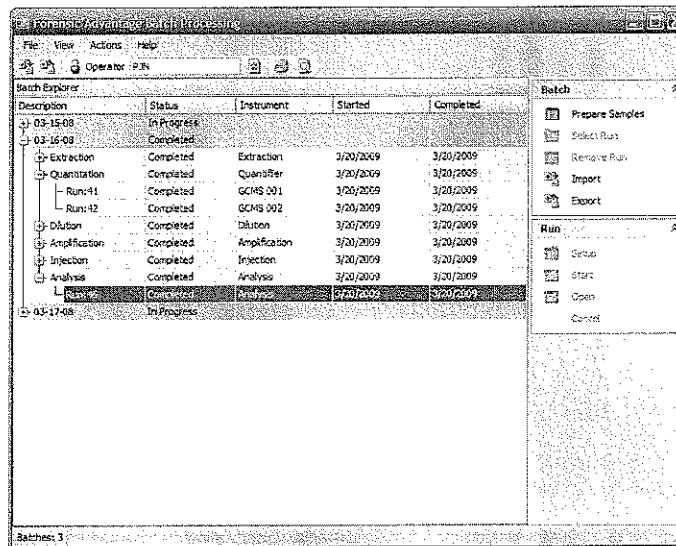 Forensic Advantage Batch Processing
File View Actions Help
Operator PJN
Batch Explorer
Description Status Instrument Started Completed
03-15-08 In Progress
03-16-08 Completed
Extraction Completed Extraction 3/20/2009 3/20/2009
Quantitation Completed Quantifier 3/20/2009 3/20/2009
Run:41 Completed GCMS 001 3/20/2009 3/20/2009
Run:42 Completed GCMS 002 3/20/2009 3/20/2009
Dilution Completed Dilution 3/20/2009 3/20/2009
Amplification Completed Amplification 3/20/2009 3/20/2009
Injection Completed Injection 3/20/2009 3/20/2009
Analysis Completed Analysis 3/20/2009 3/20/2009
Completed Analysis 3/20/2009 3/20/2009
03-17-08 In Progress
Batch
Prepare Samples
Select Run
Remove Run
Import
Export
Run
Setup
Start
Open
Cancel
Batches: 3